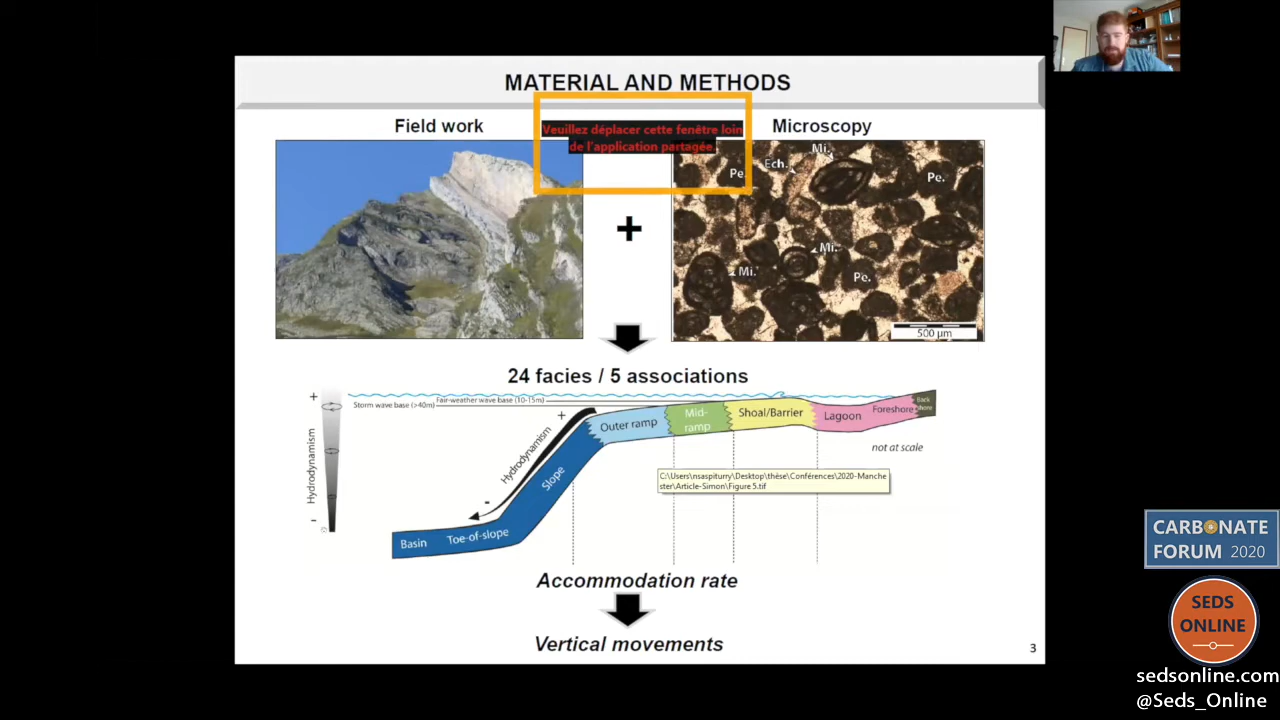 MATERIAL AND METHODS
Field work
Veuillez déplacer cette fenêtre loin
de l'application partagée.
Microscopy
Mi.
Ech.
Pe.
Pe.
Mi.
Mi.
Pe.
500 µm
+
24 facies / 5 associations
+
Storm wave base (>40m)
Fair-weather wave base (10-15m)
Hydrodynamism
-
+
Hydrodynamism
-
Basin
Toe-of-slope
Slope
Outer ramp
Mid-
ramp
Shoal/Barrier
Lagoon
Foreshore
Back
shore
not at scale
C:\Users\nsaspiturry\Desktop\thèse\Conférences\2020-Manche
ster\Article-Simon\Figure 5.tif
Accommodation rate
Vertical movements
3
CARBONATE
FORUM 2020
SEDS
ONLINE
sedsonline.com
@Seds_Online